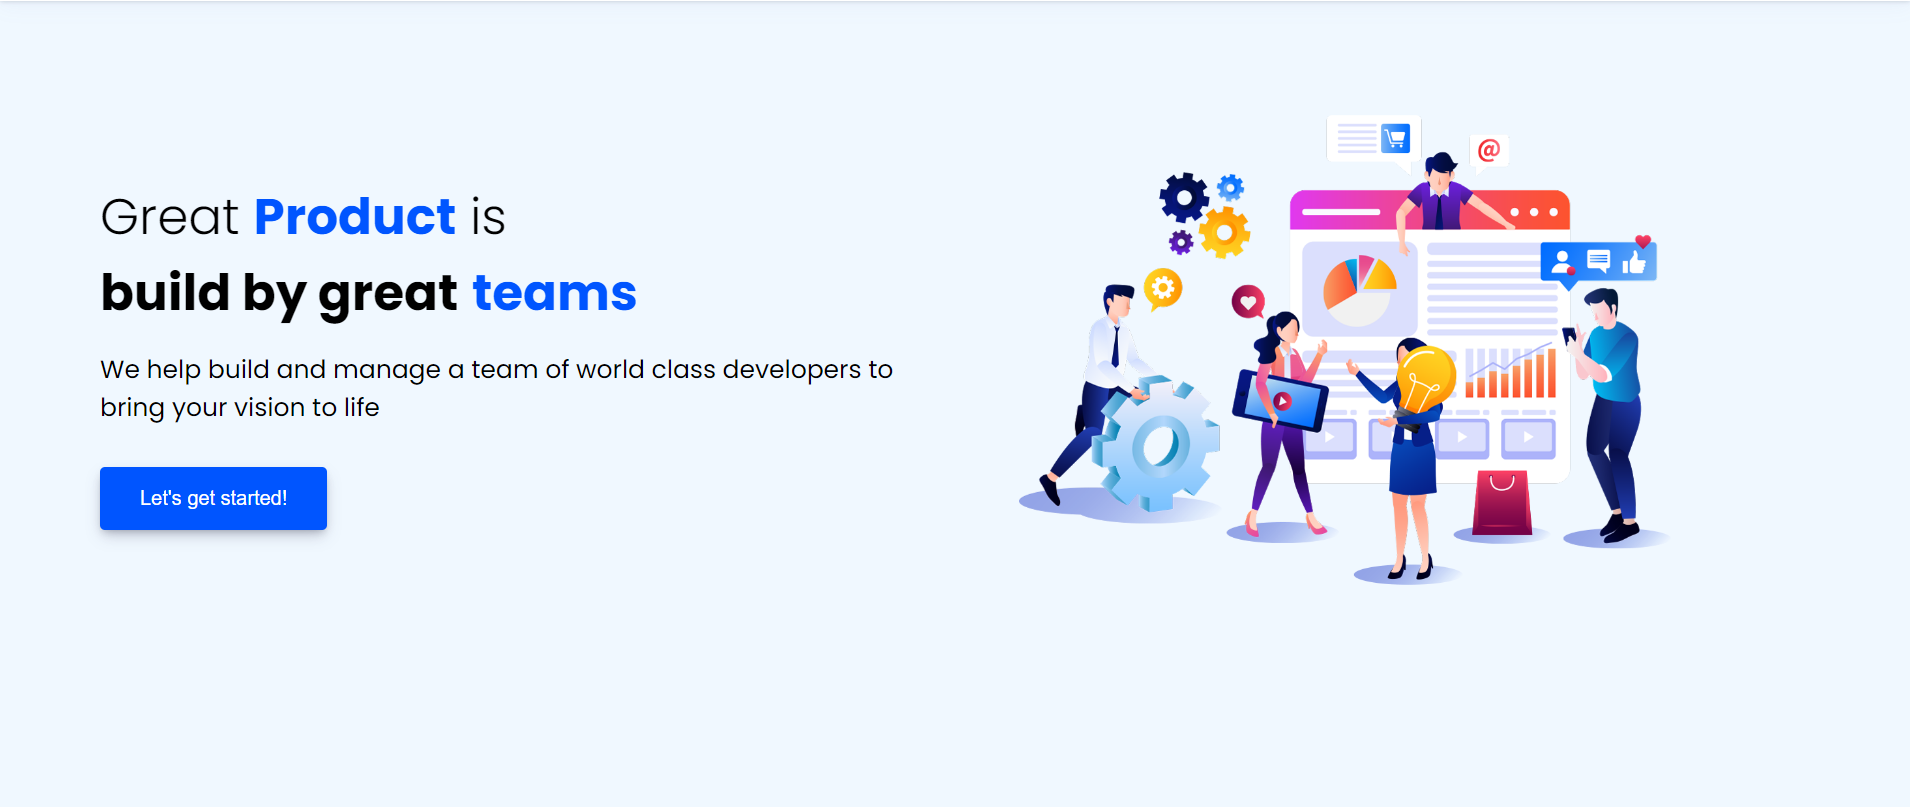 Great Product is
build by great teams
We help build and manage a team of world class developers to
bring your vision to life
Let's get started!
@